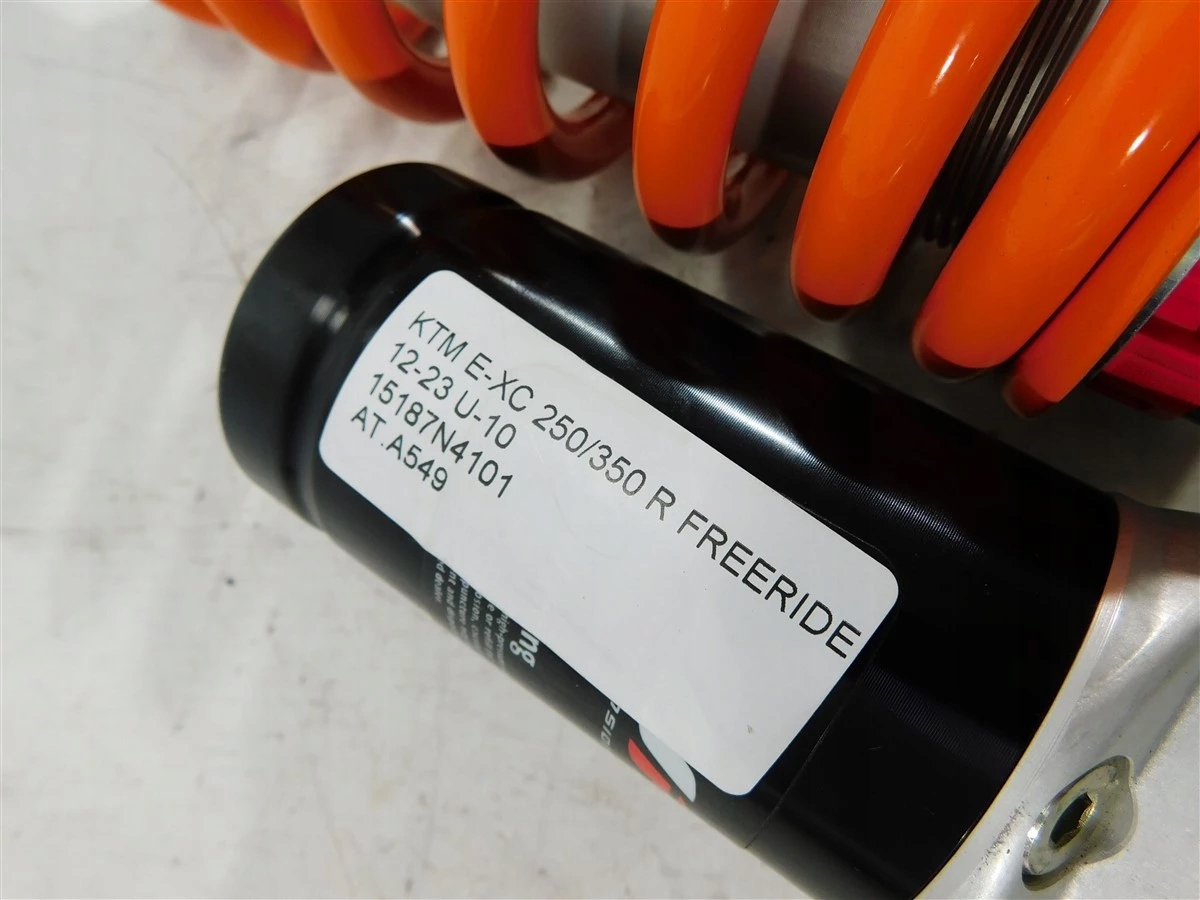 KTM E-XC 250/350 R FREERIDE
12-23 U-10
15187N4101
AT.A549